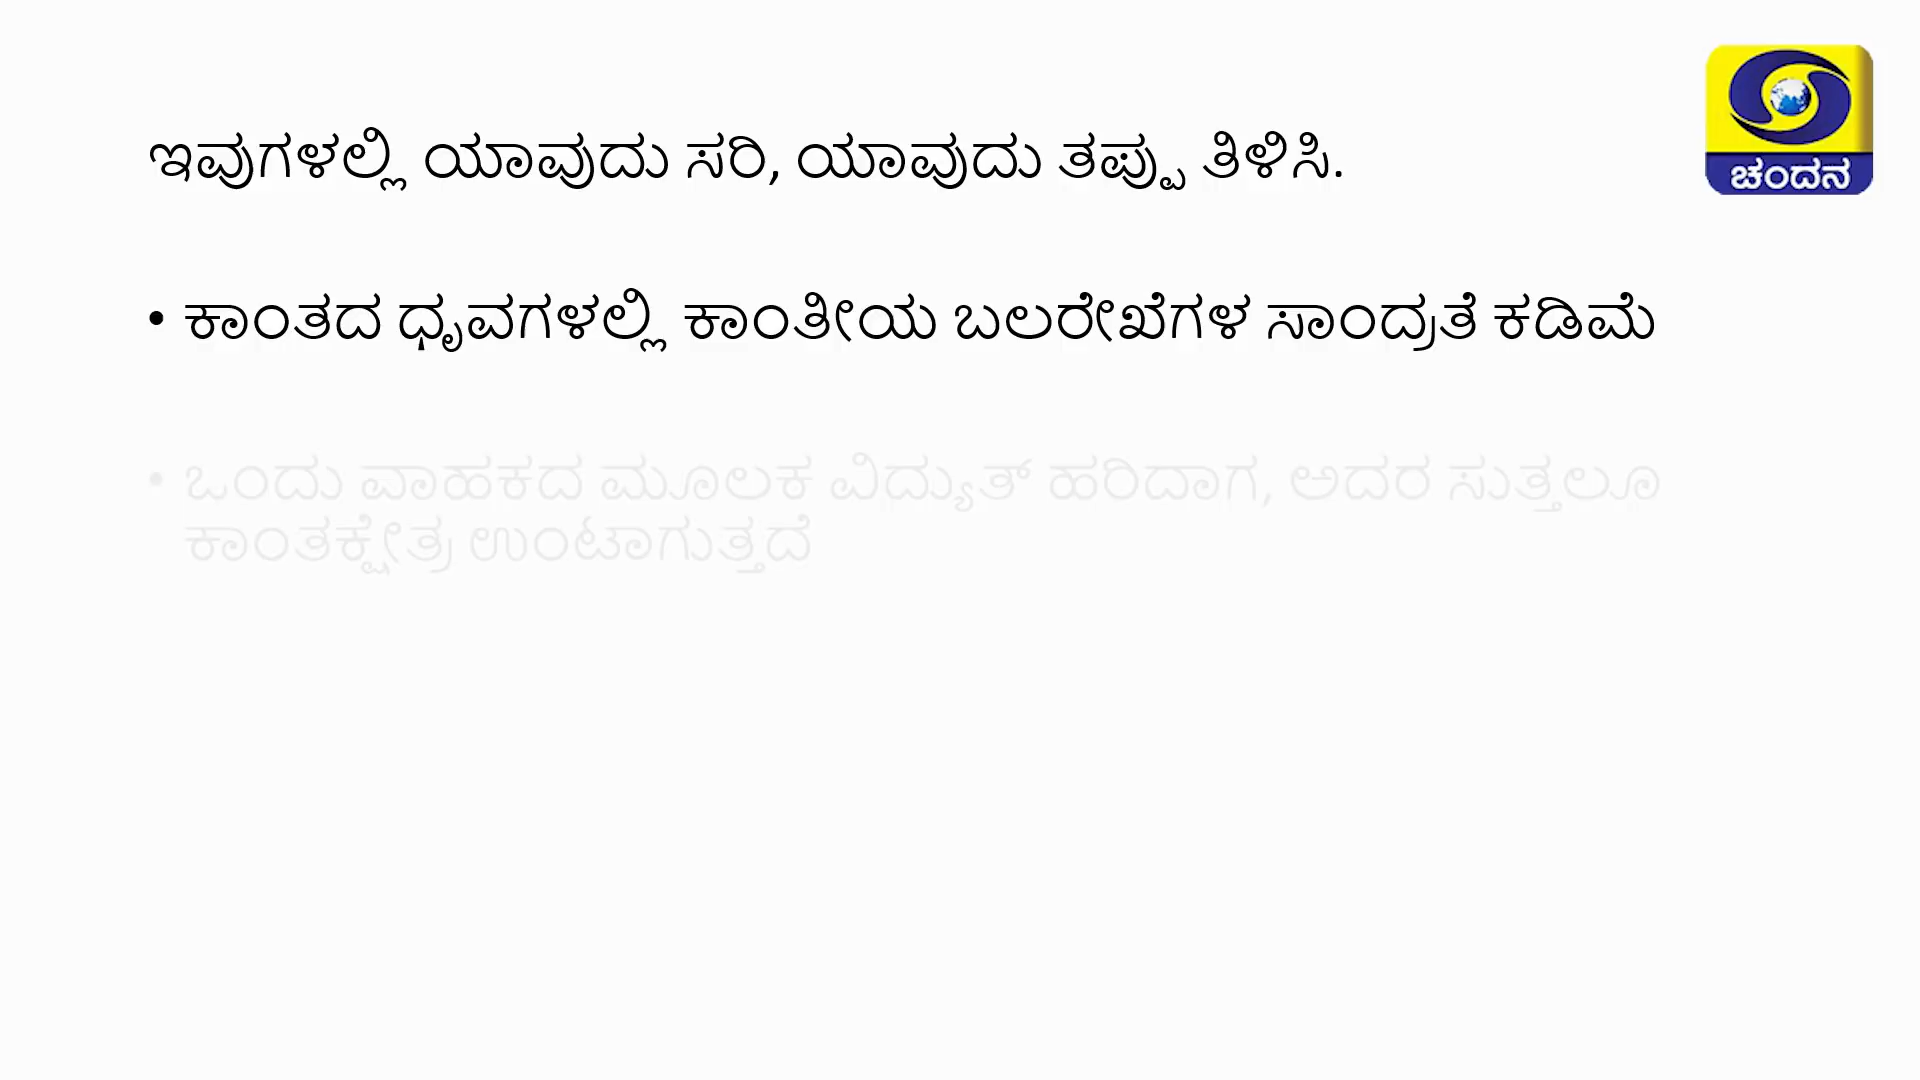 ಇವುಗಳಲ್ಲಿ ಯಾವುದು ಸರಿ, ಯಾವುದು ತಪ್ಪು ತಿಳಿಸಿ.
ಚಂದನ
• ಕಾಂತದ ಧೃವಗಳಲ್ಲಿ ಕಾಂತೀಯ ಬಲರೇಖೆಗಳ ಸಾಂದ್ರತೆ ಕಡಿಮೆ
• ಒಂದು ವಾಹಕದ ಮೂಲಕ ವಿದ್ಯುತ್ ಹರಿದಾಗ, ಅದರ ಸುತ್ತಲೂ
ಕಾಂತಕ್ಷೇತ್ರ ಉಂಟಾಗುತ್ತದೆ